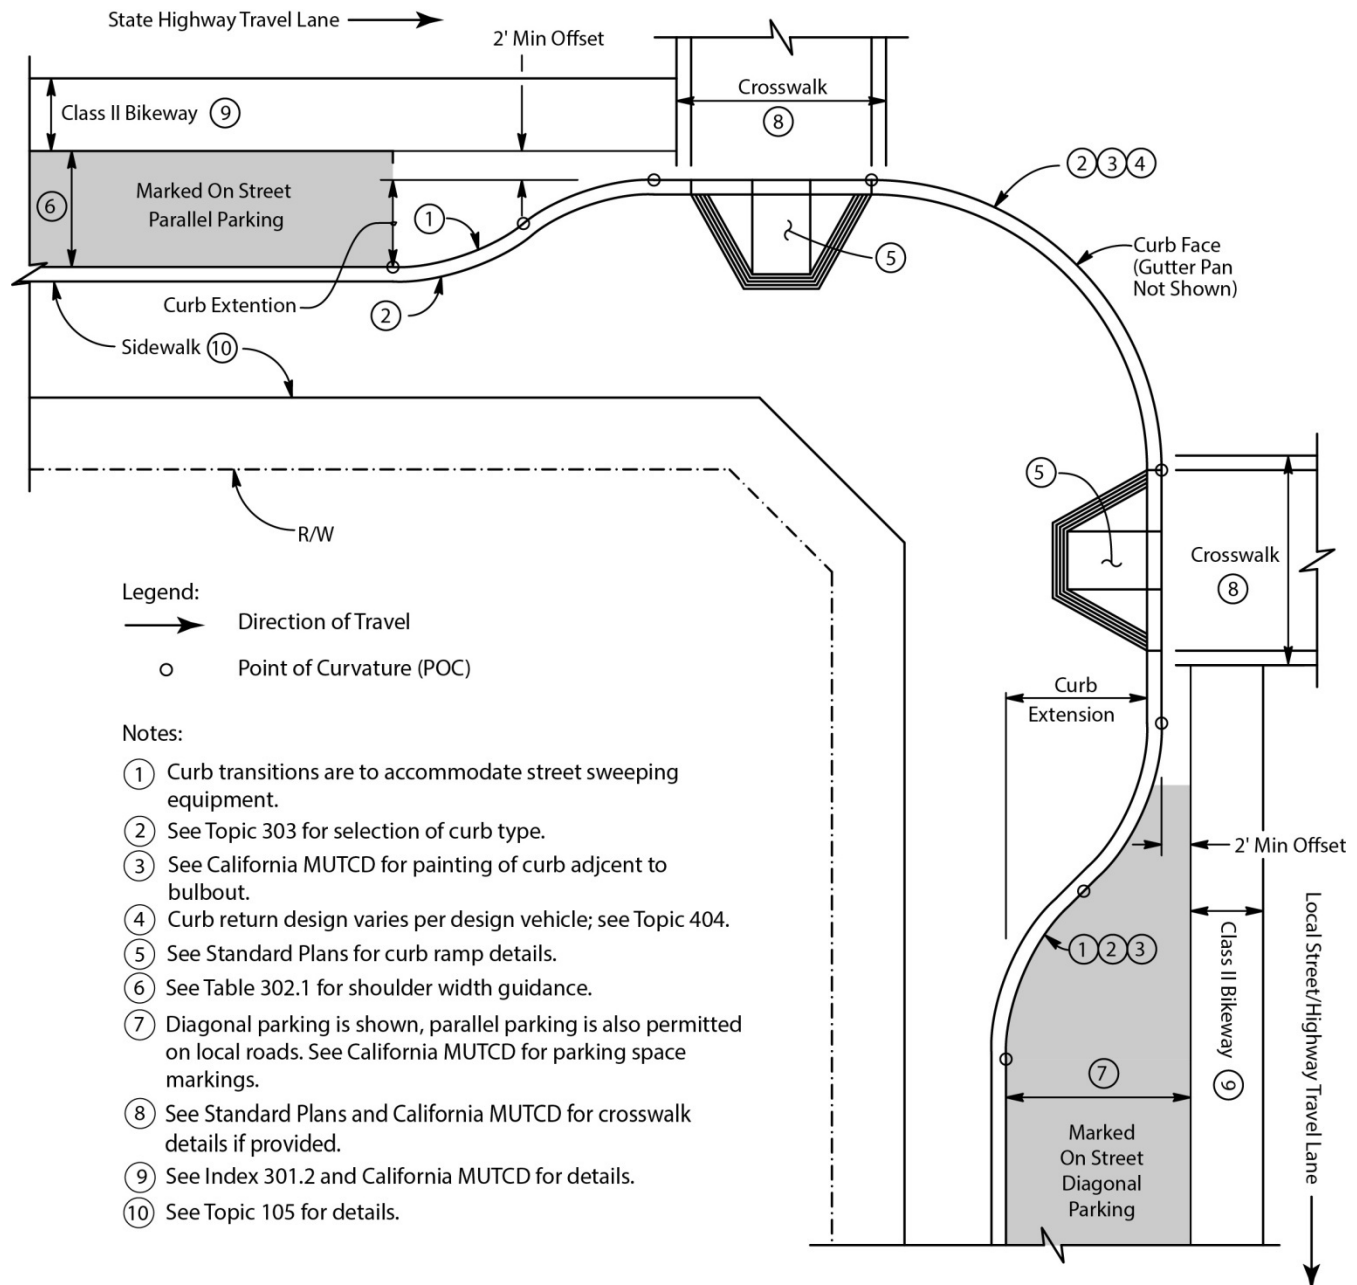 State Highway Travel Lane
2' Min Offset
Class II Bikeway 9
Crosswalk
8
6
Marked On Street
Parallel Parking
1
2 3 4
5
Curb Face
(Gutter Pan
Not Shown)
Curb Extention
2
Sidewalk 10
5
R/W
Crosswalk
8
Legend:
Direction of Travel
Point of Curvature (POC)
Curb
Extension
Notes:
1 Curb transitions are to accommodate street sweeping
equipment.
2 See Topic 303 for selection of curb type.
3 See California MUTCD for painting of curb adjcent to
bulbout.
4 Curb return design varies per design vehicle; see Topic 404.
5 See Standard Plans for curb ramp details.
6 See Table 302.1 for shoulder width guidance.
7 Diagonal parking is shown, parallel parking is also permitted
on local roads. See California MUTCD for parking space
markings.
8 See Standard Plans and California MUTCD for crosswalk
details if provided.
9 See Index 301.2 and California MUTCD for details.
10 See Topic 105 for details.
2' Min Offset
1 2 3
Class II Bikeway 9
Local Street/Highway Travel Lane
7
Marked
On Street
Diagonal
Parking